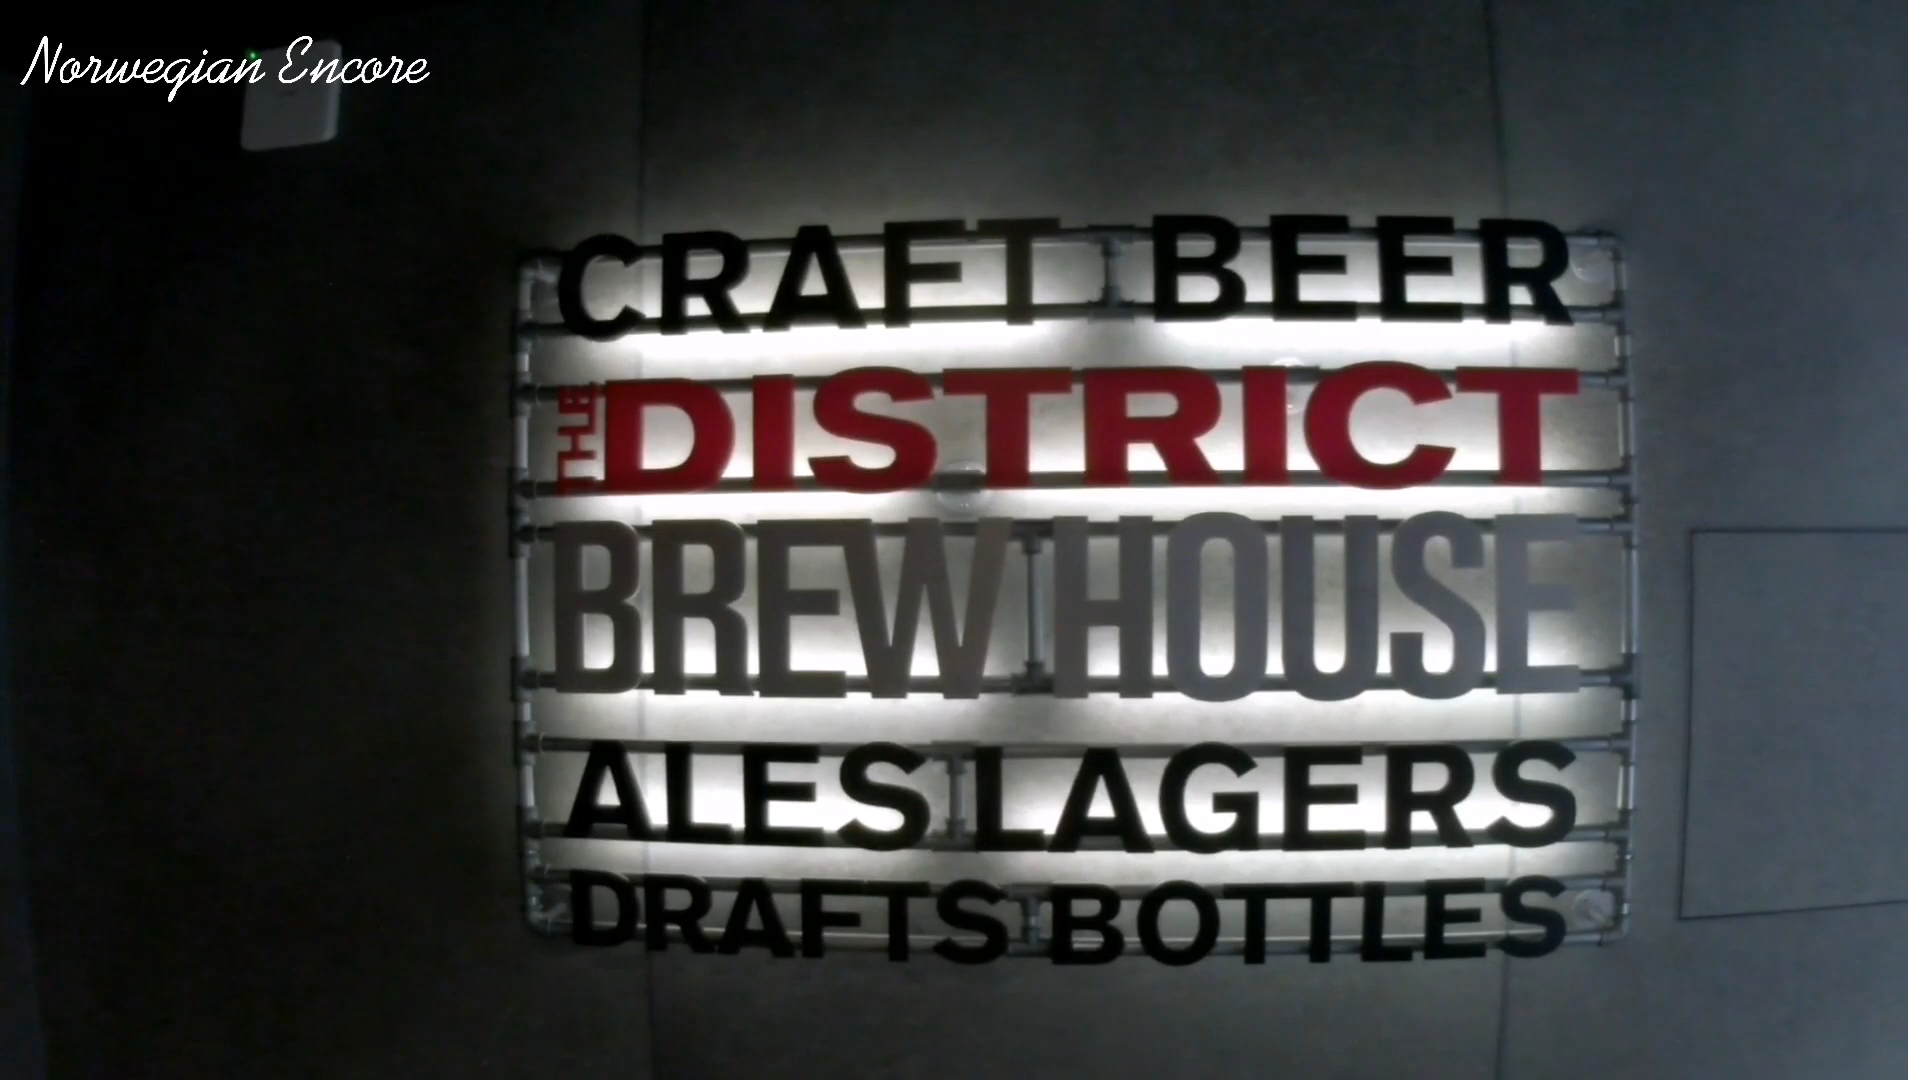 Norwegian Encore
CRAFT BEER
THE DISTRICT
BREW HOUSE
ALES LAGERS
DRAFTS BOTTLES